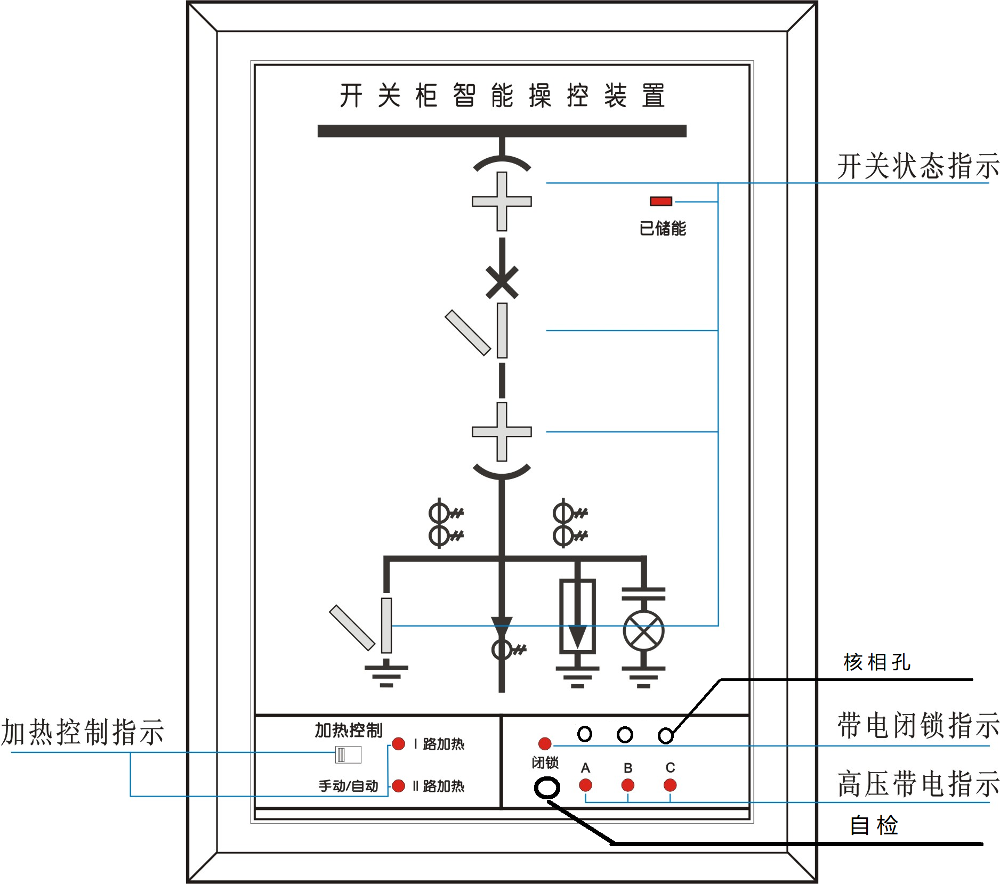 开关柜智能操控装置
开关状态指示
已储能
核相孔
加热控制指示
加热控制
I 路加热
手动/自动
II 路加热
闭锁
A
B
C
带电闭锁指示
高压带电指示
自检